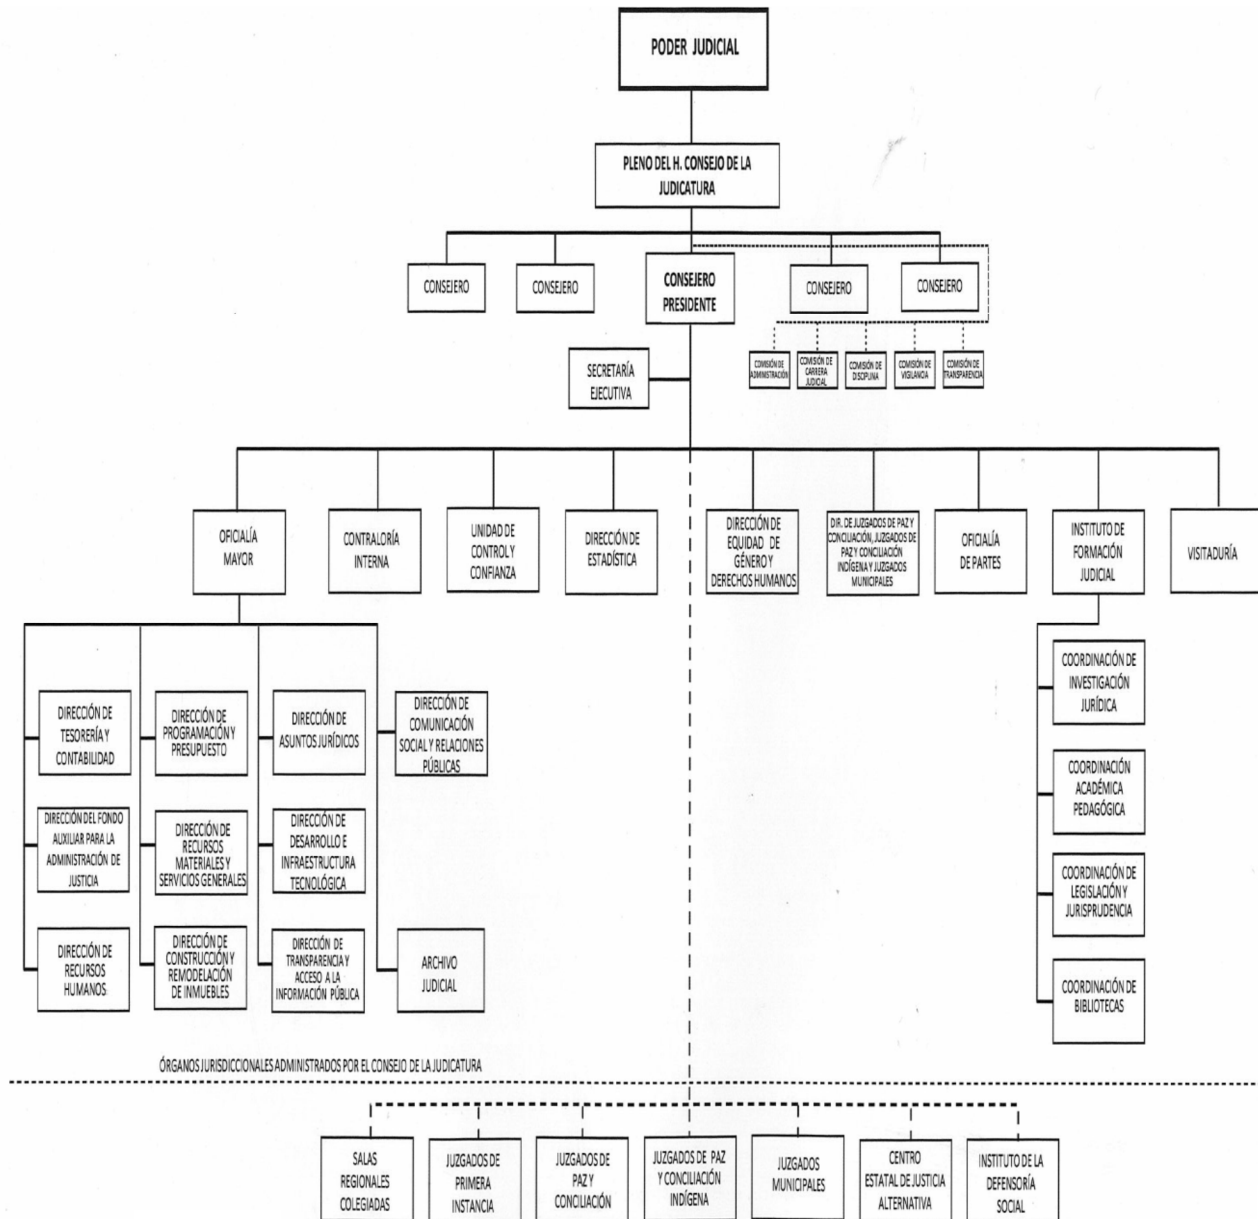 PODER JUDICIAL
PLENO DEL H. CONSEJO DE LA
JUDICATURA
CONSEJERO
CONSEJERO
CONSEJERO
PRESIDENTE
CONSEJERO
CONSEJERO
SECRETARÍA
EJECUTIVA
COMISIÓN DE
ADMINISTRACIÓN
COMISIÓN DE
CARRERA
JUDICIAL
COMISIÓN DE
DISCIPLINA
COMISIÓN DE
VIGILANCIA
COMISIÓN DE
TRANSPARENCIA
OFICIALÍA
MAYOR
CONTRALORÍA
INTERNA
UNIDAD DE
CONTROL Y
CONFIANZA
DIRECCIÓN DE
ESTADÍSTICA
DIRECCIÓN DE
EQUIDAD DE
GÉNERO Y
DERECHOS HUMANOS
DIR. DE JUZGADOS DE PAZ Y
CONCILIACIÓN, JUZGADOS DE
PAZ Y CONCILIACIÓN
INDÍGENA Y JUZGADOS
MUNICIPALES
OFICIALÍA
DE PARTES
INSTITUTO DE
FORMACIÓN
JUDICIAL
VISITADURÍA
DIRECCIÓN DE
TESORERÍA Y
CONTABILIDAD
DIRECCIÓN DE
PROGRAMACIÓN Y
PRESUPUESTO
DIRECCIÓN DE
ASUNTOS JURÍDICOS
DIRECCIÓN DE
COMUNICACIÓN
SOCIAL Y RELACIONES
PÚBLICAS
COORDINACIÓN DE
INVESTIGACIÓN
JURÍDICA
DIRECCIÓN DEL FONDO
AUXILIAR PARA LA
ADMINISTRACIÓN DE
JUSTICIA
DIRECCIÓN DE
RECURSOS
MATERIALES Y
SERVICIOS GENERALES
DIRECCIÓN DE
DESARROLLO E
INFRAESTRUCTURA
TECNOLÓGICA
COORDINACIÓN
ACADÉMICA
PEDAGÓGICA
COORDINACIÓN DE
LEGISLACIÓN Y
JURISPRUDENCIA
DIRECCIÓN DE
RECURSOS
HUMANOS
DIRECCIÓN DE
CONSTRUCCIÓN Y
REMODELACIÓN
DE INMUEBLES
DIRECCIÓN DE
TRANSPARENCIA Y
ACCESO A LA
INFORMACIÓN PÚBLICA
ARCHIVO
JUDICIAL
COORDINACIÓN DE
BIBLIOTECAS
ÓRGANOS JURISDICCIONALES ADMINISTRADOS POR EL CONSEJO DE LA JUDICATURA
SALAS
REGIONALES
COLEGIADAS
JUZGADOS DE
PRIMERA
INSTANCIA
JUZGADOS DE
PAZ Y
CONCILIACIÓN
JUZGADOS DE PAZ
Y CONCILIACIÓN
INDÍGENA
JUZGADOS
MUNICIPALES
CENTRO
ESTATAL DE JUSTICIA
ALTERNATIVA
INSTITUTO DE LA
DEFENSORÍA
SOCIAL